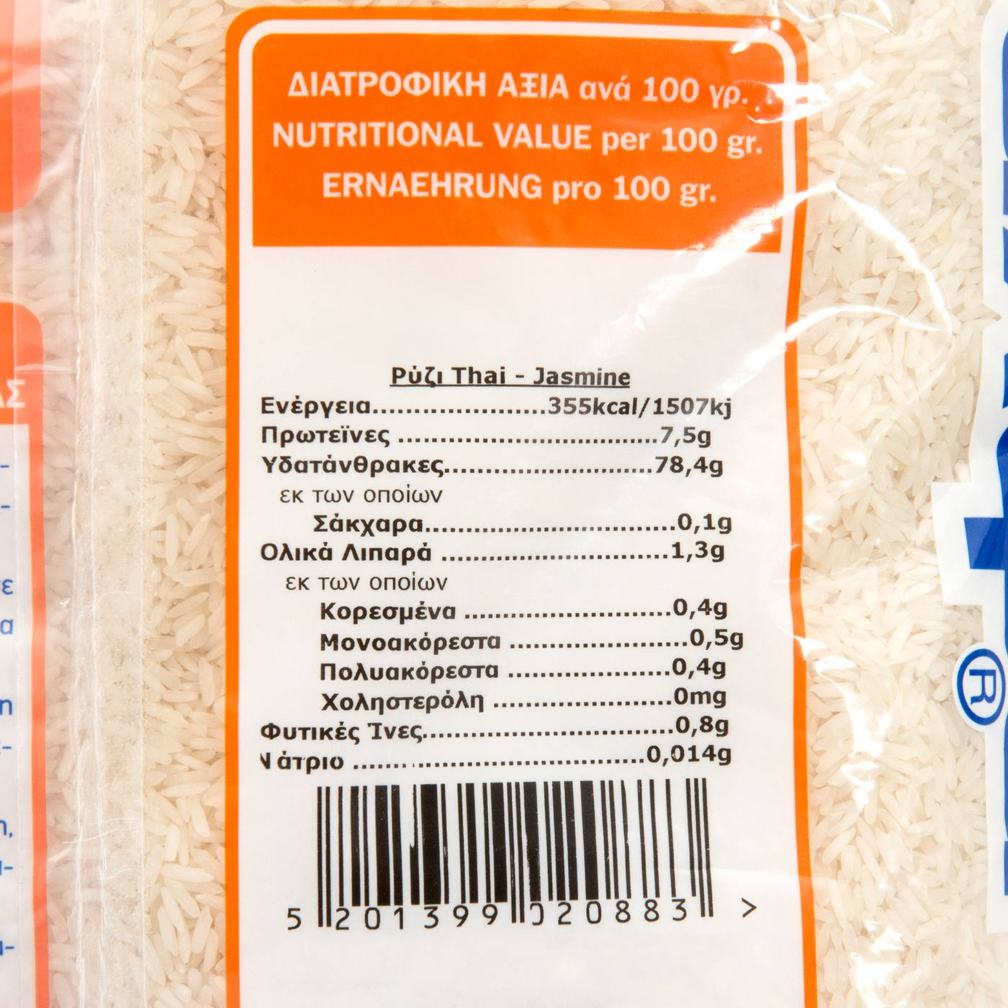 ΔΙΑΤΡΟΦΙΚΗ ΑΞΙΑ ανά 100 γρ.
NUTRITIONAL VALUE per 100 gr.
ERNAEHRUNG pro 100 gr.
Ρύζι Thai - Jasmine
Ενέργεια......................355kcal/1507kj
Πρωτεϊνες .................................7,5g
Υδατάνθρακες..........................78,4g
εκ των οποίων
Σάκχαρα...............................0,1g
Ολικά Λιπαρά ............................1,3g
εκ των οποίων
Κορεσμένα ..........................0,4g
Μονοακόρεστα ......................0,5g
Πολυακόρεστα ....................0,4g
Χοληστερόλη ......................0mg
Φυτικές Ίνες...............................0,8g
Νάτριο ....................................0,014g
5 201399 020883 >
®